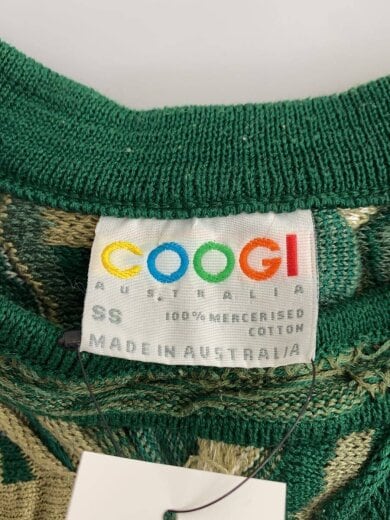 COOGI
AUSTRALIA
SS 100% MERCERISED
COTTON
MADE IN AUSTRALIA